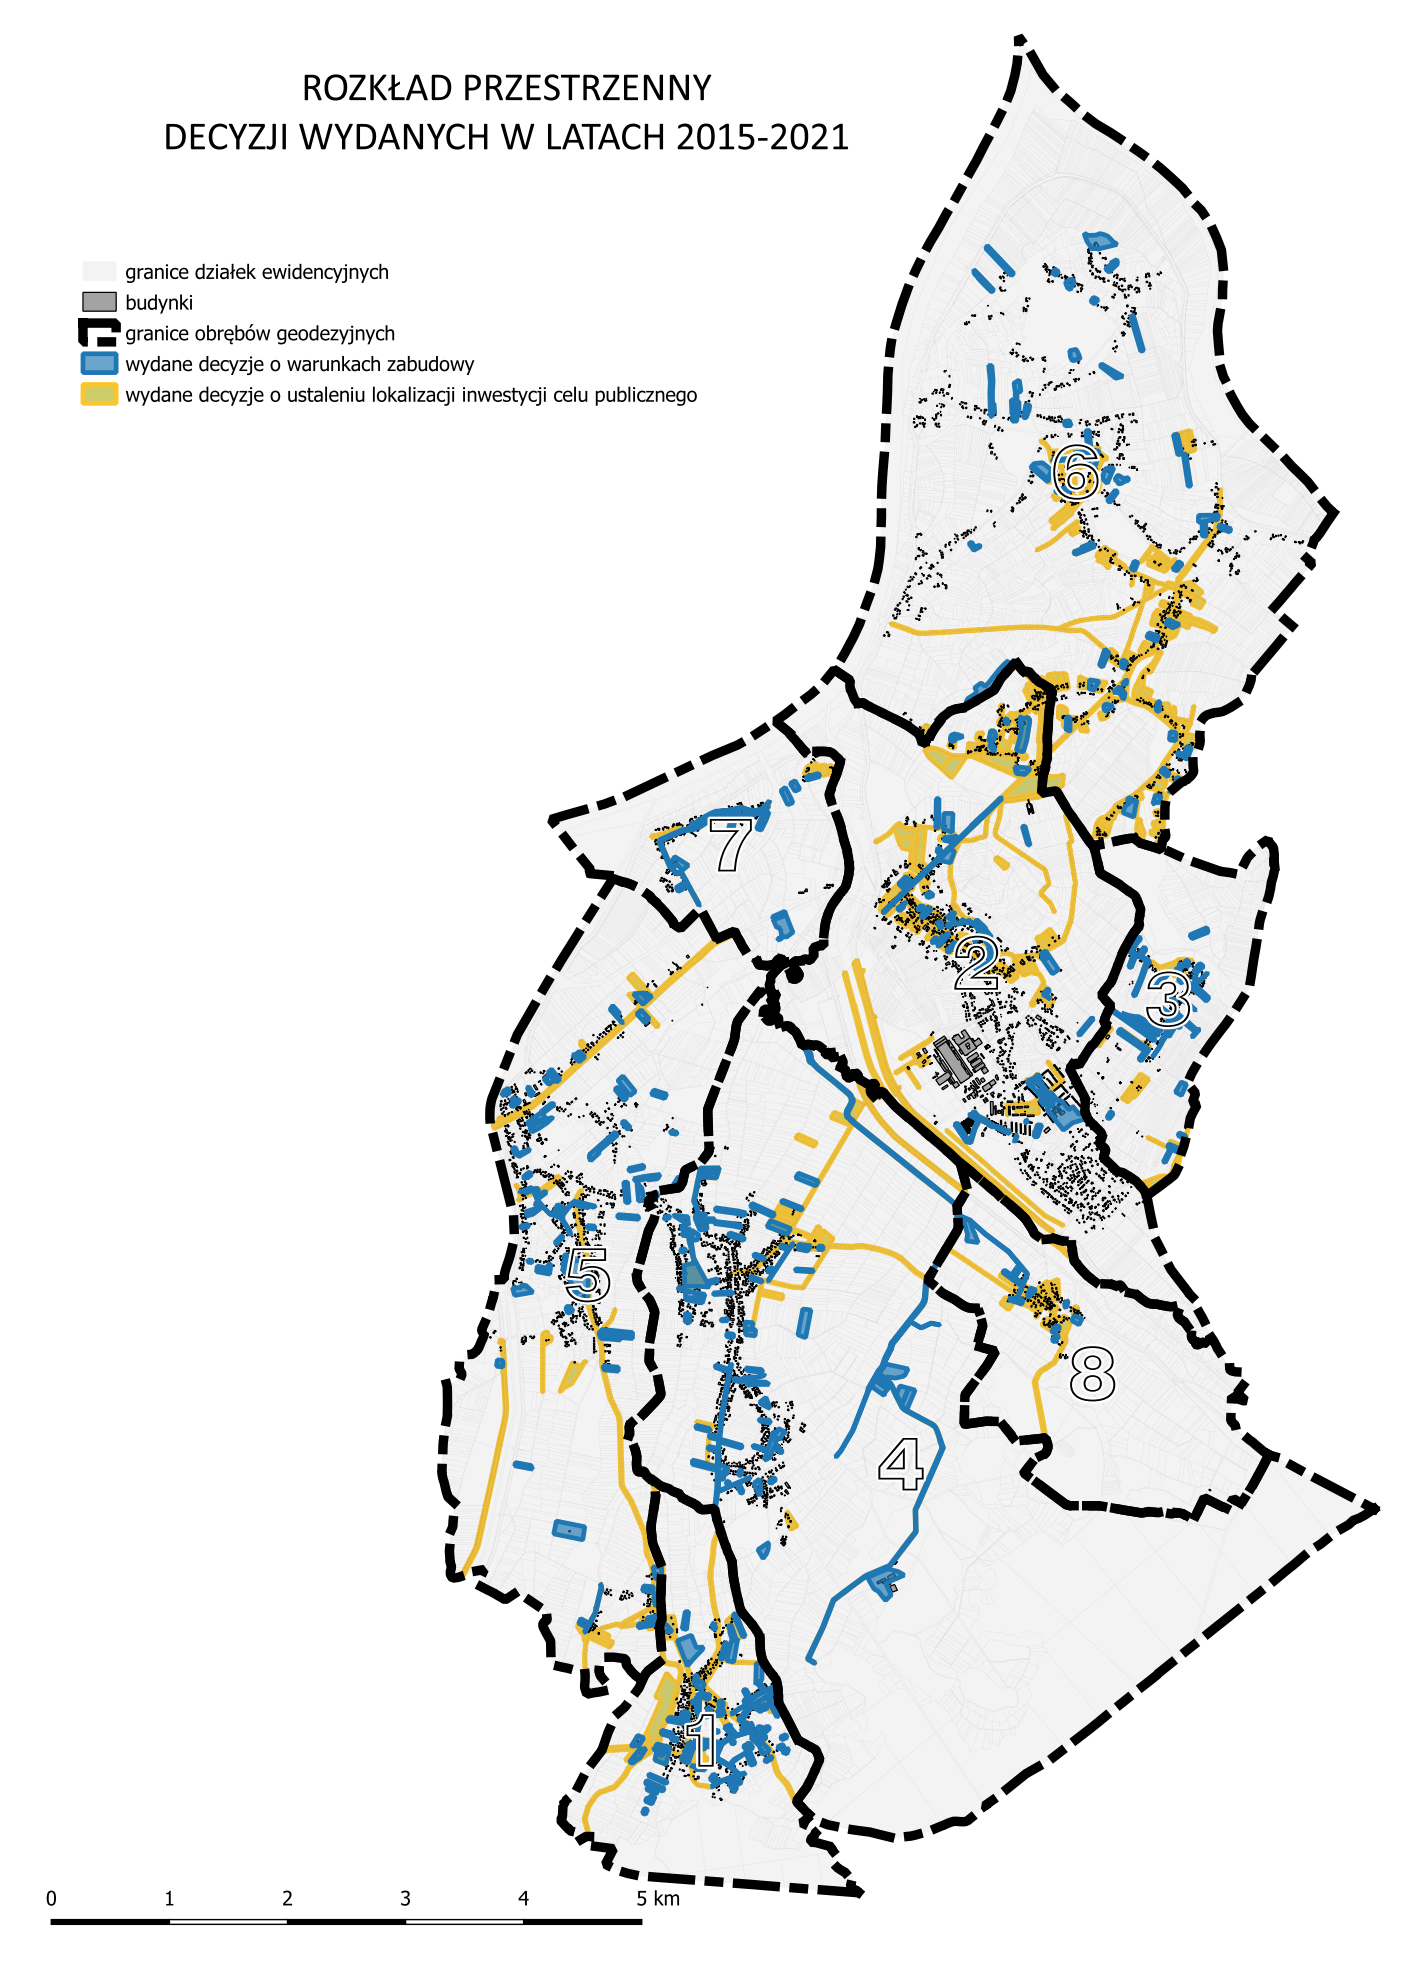 ROZKŁAD PRZESTRZENNY
DECYZJI WYDANYCH W LATACH 2015-2021
granice działek ewidencyjnych
budynki
granice obrębów geodezyjnych
wydane decyzje o warunkach zabudowy
wydane decyzje o ustaleniu lokalizacji inwestycji celu publicznego
6
7
2
3
5
8
4
1
0 1 2 3 4 5 km